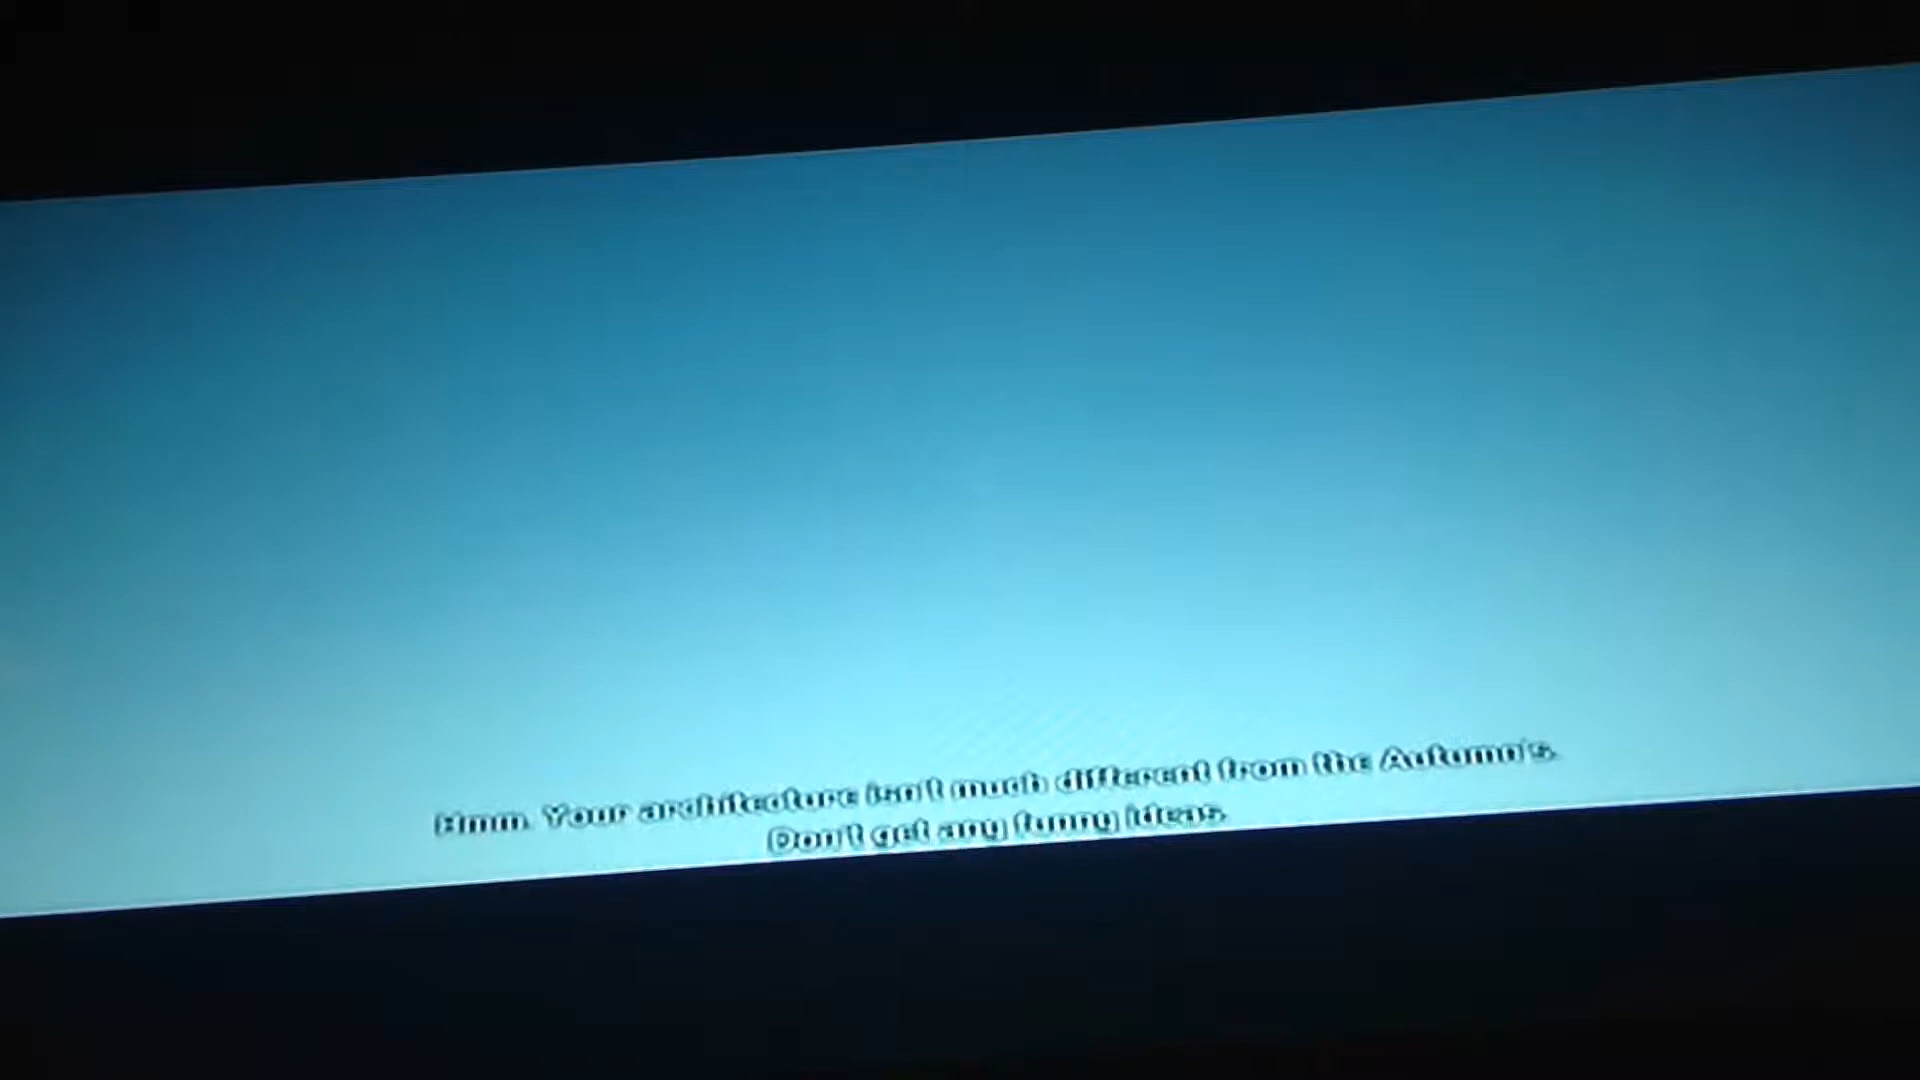 Hmm. Your architecture isn't much different from the Autumn's.
Don't get any funny ideas.